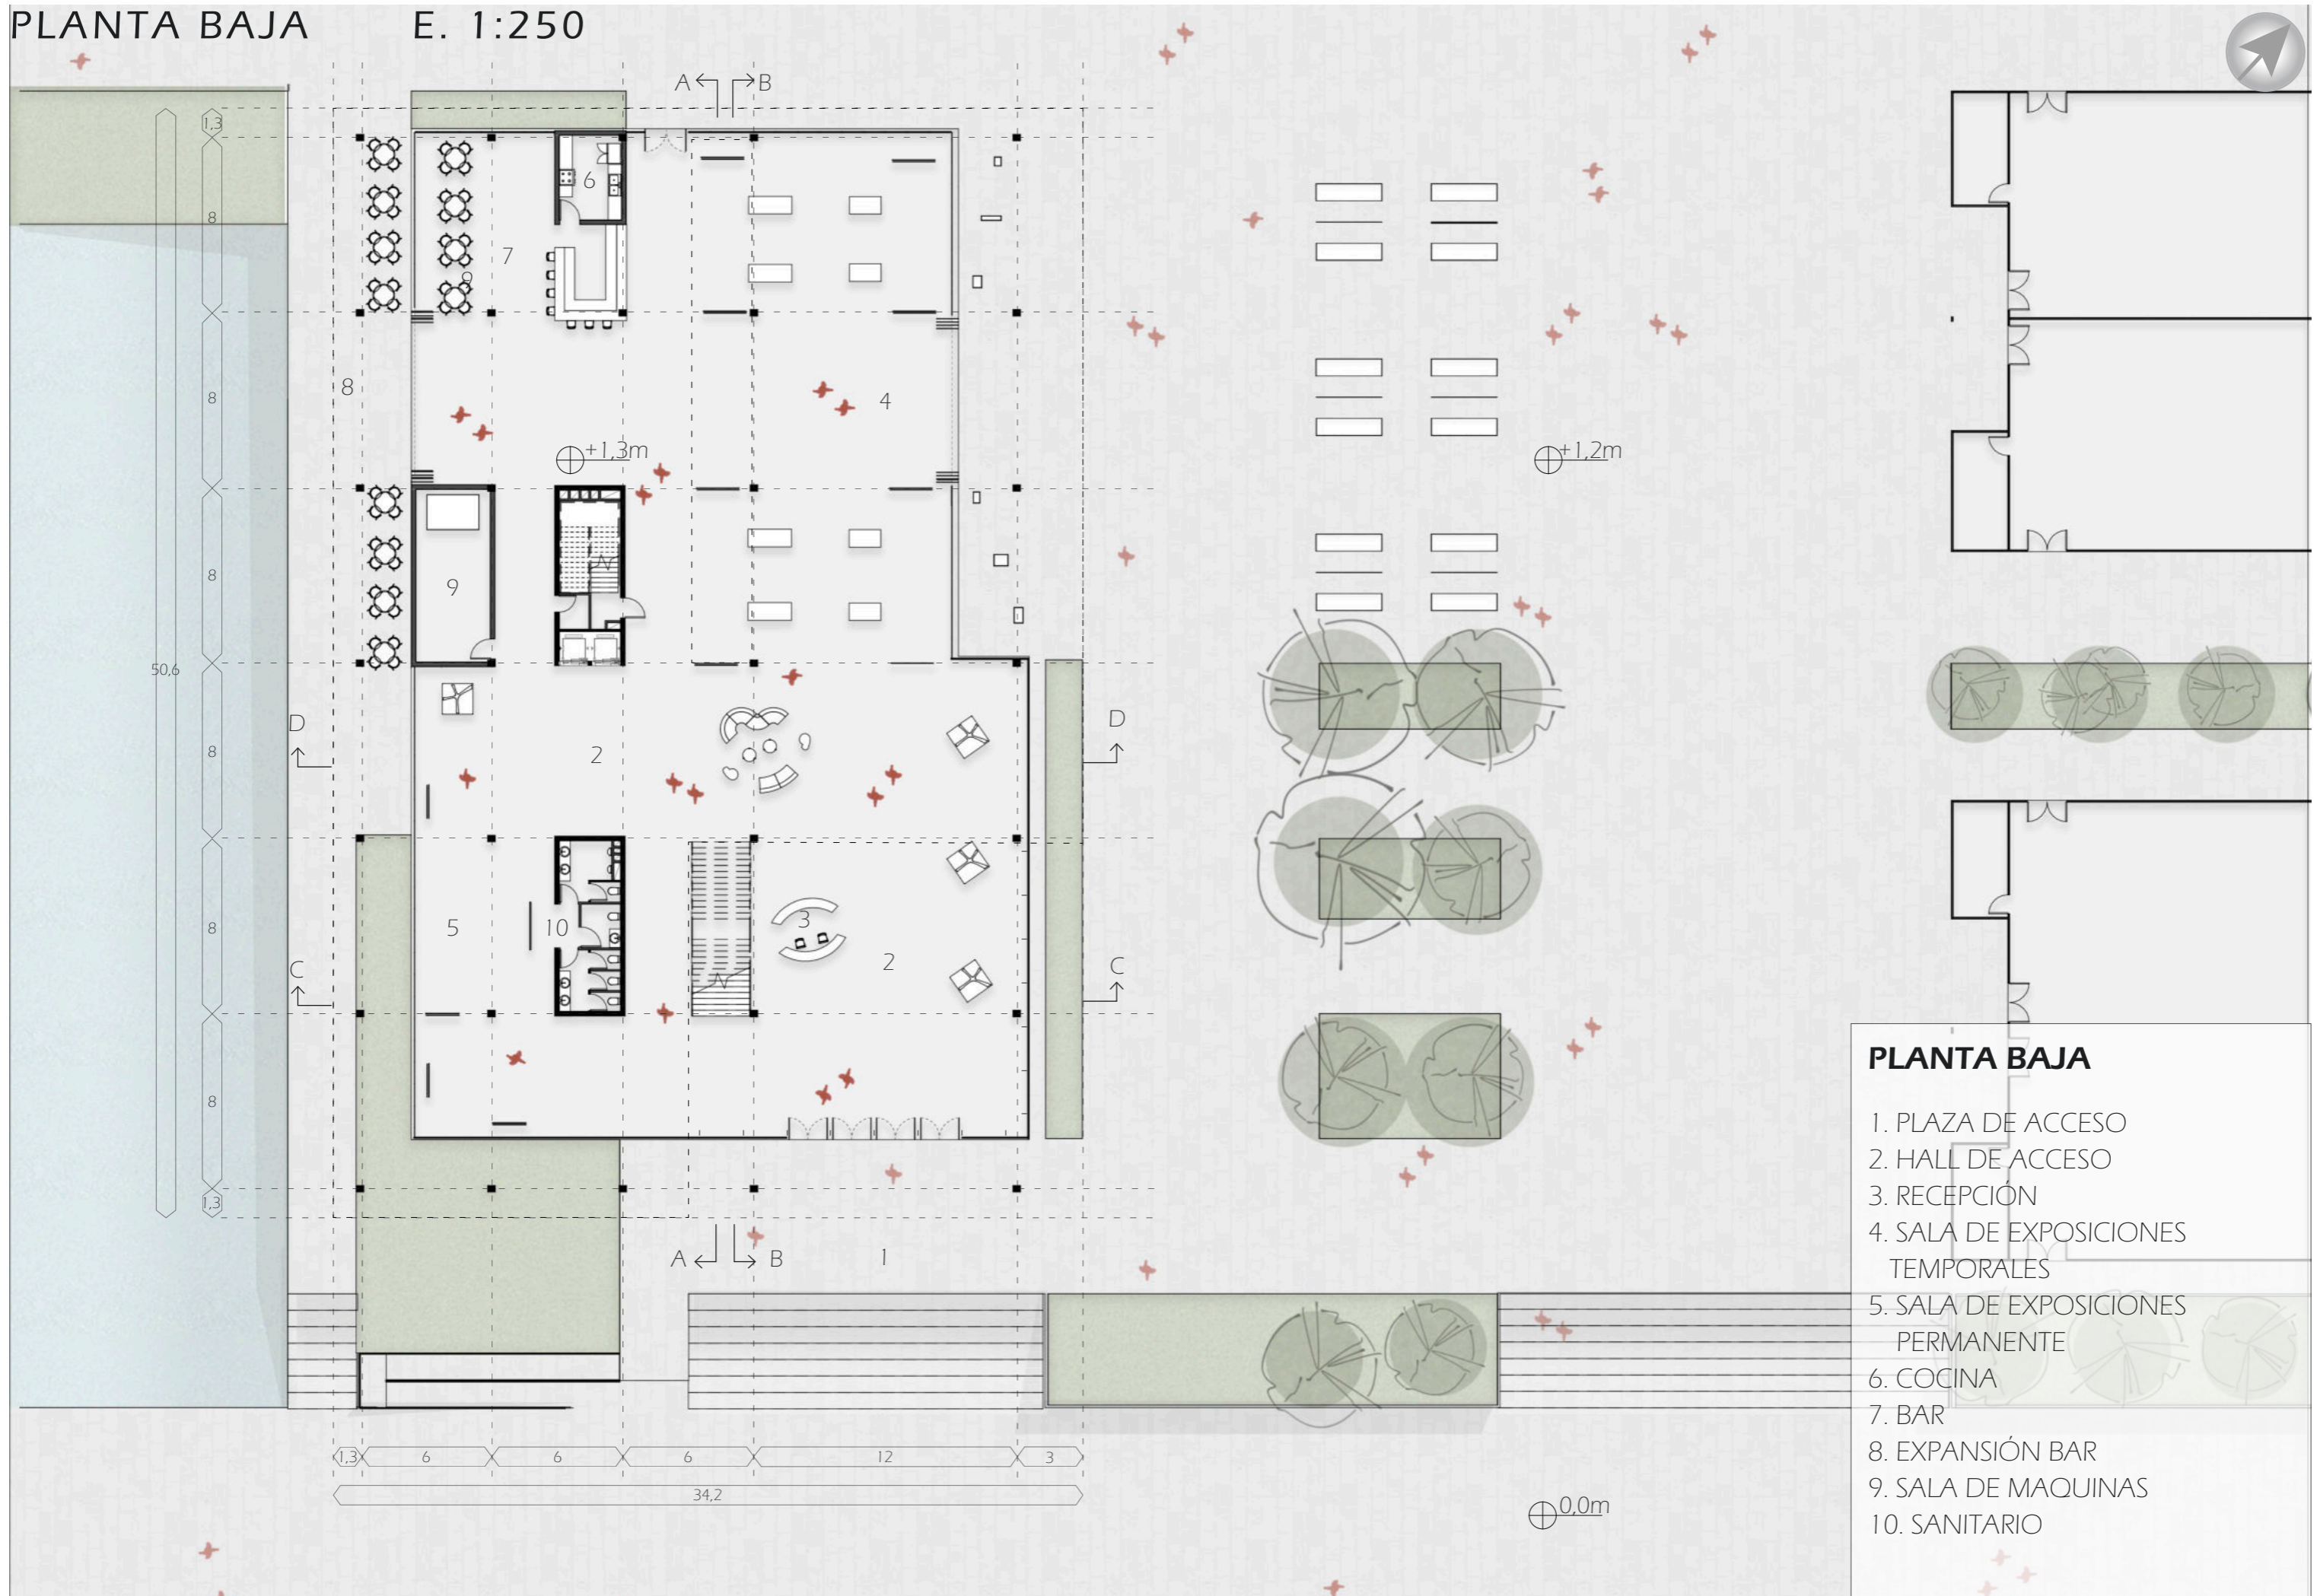 PLANTA BAJA E. 1:250
A B
1,3
8
6
7
9
8
8
4
+1,3m
+1,2m
8
9
50,6
D
D
2
8
5
10
3
8
2
C
C
8
1,3
A B
1
1,3 6 6 6 12 3
34,2
0,0m
PLANTA BAJA
1. PLAZA DE ACCESO
2. HALL DE ACCESO
3. RECEPCIÓN
4. SALA DE EXPOSICIONES
TEMPORALES
5. SALA DE EXPOSICIONES
PERMANENTE
6. COCINA
7. BAR
8. EXPANSIÓN BAR
9. SALA DE MAQUINAS
10. SANITARIO